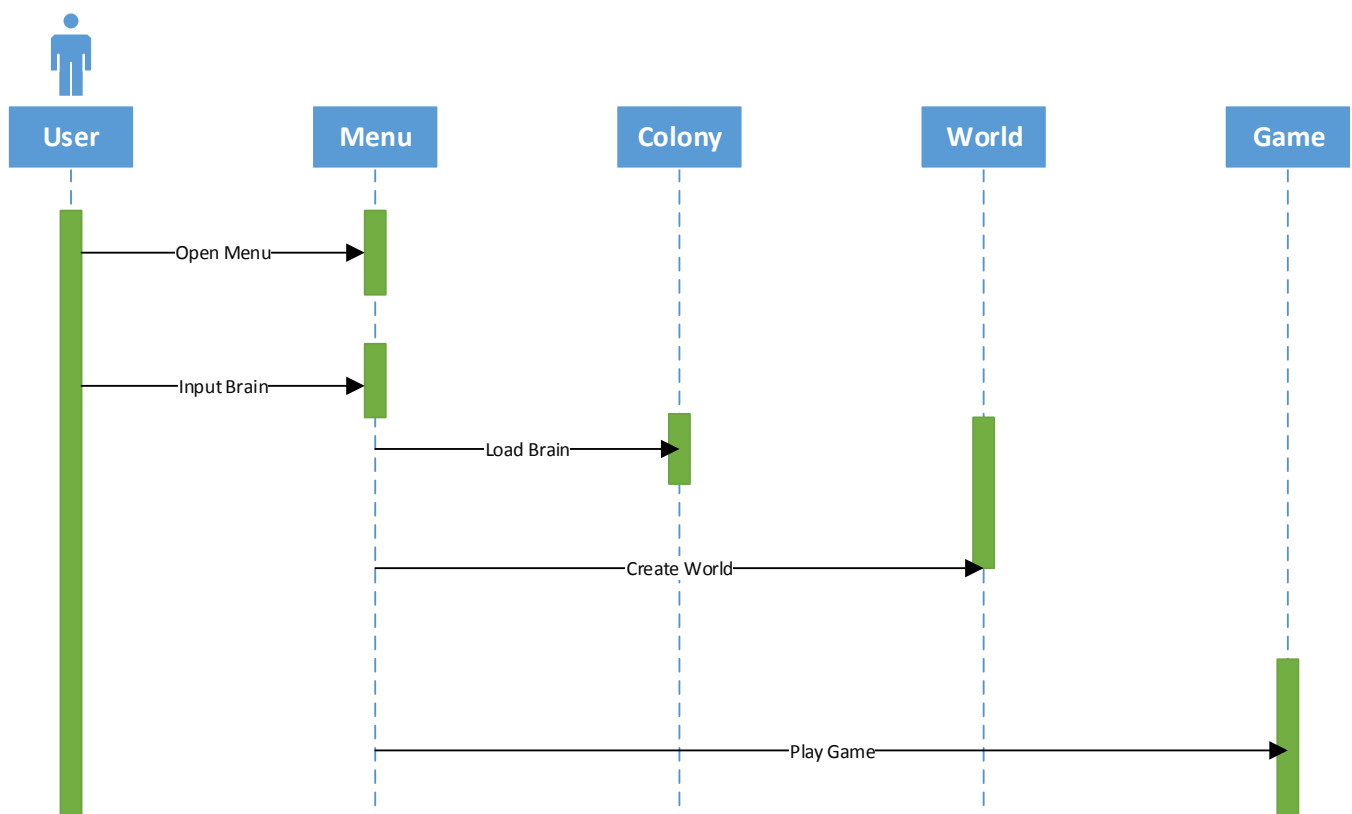 User
Menu
Colony
World
Game
Open Menu
Input Brain
Load Brain
Create World
Play Game